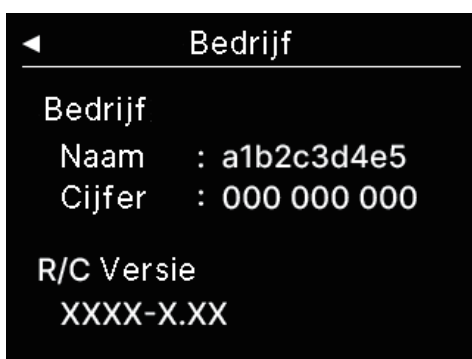 Bedrijf
Bedrijf
Naam : a1b2c3d4e5
Cijfer : 000 000 000
R/C Versie
XXXX-X.XX